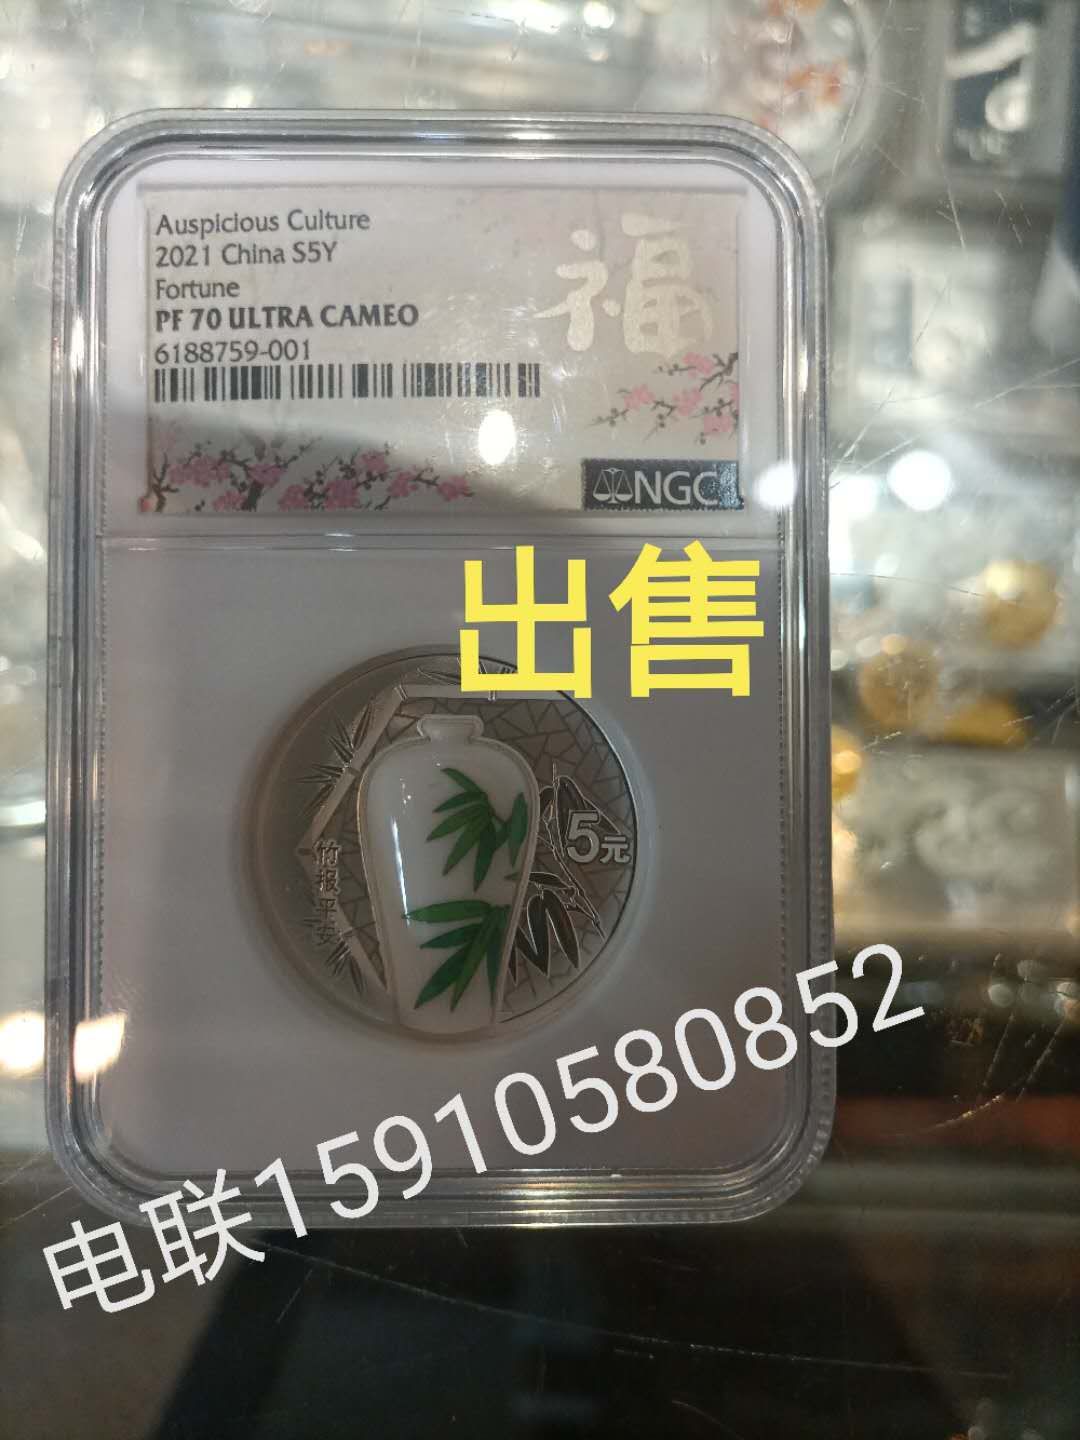 Auspicious Culture
2021 China S5Y
Fortune
PF 70 ULTRA CAMEO
6188759-001
福
NGC
出售
5元
竹报平安
电联15910580852